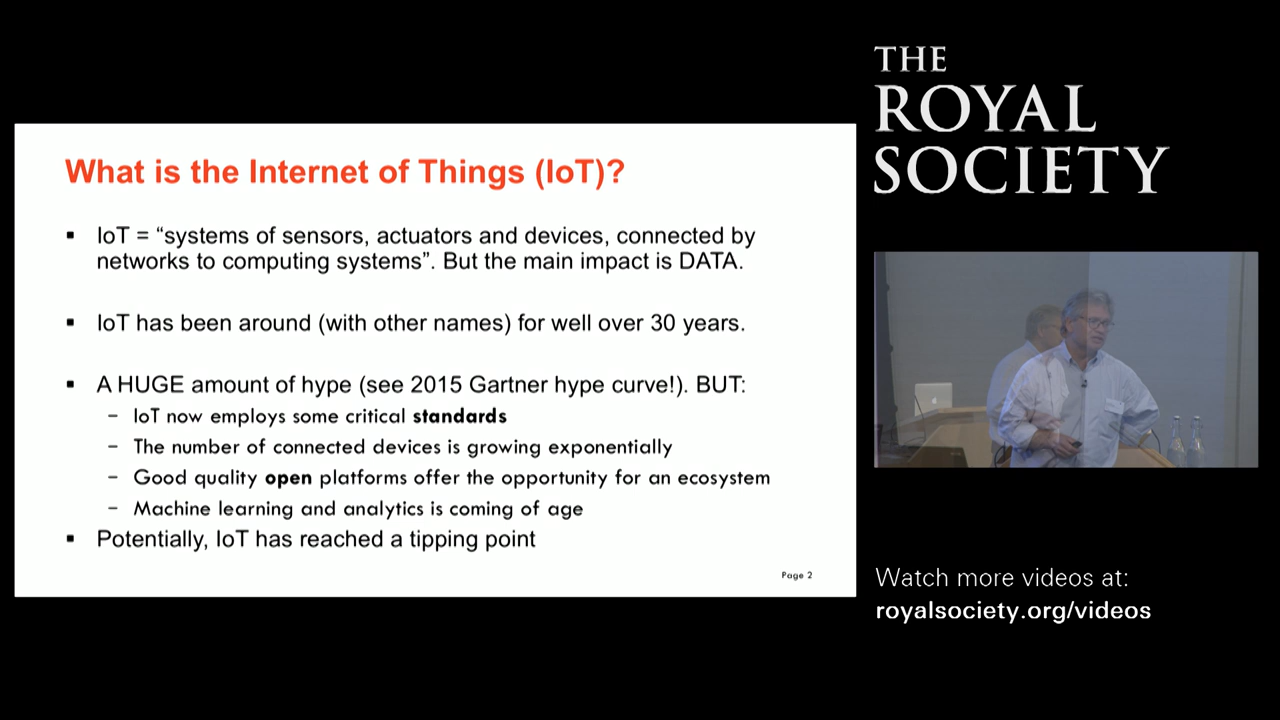 What is the Internet of Things (IoT)?
▪ IoT = “systems of sensors, actuators and devices, connected by
networks to computing systems”. But the main impact is DATA.
▪ IoT has been around (with other names) for well over 30 years.
▪ A HUGE amount of hype (see 2015 Gartner hype curve!). BUT:
– IoT now employs some critical standards
– The number of connected devices is growing exponentially
– Good quality open platforms offer the opportunity for an ecosystem
– Machine learning and analytics is coming of age
▪ Potentially, IoT has reached a tipping point
Page 2
THE
ROYAL
SOCIETY
Watch more videos at:
royalsociety.org/videos